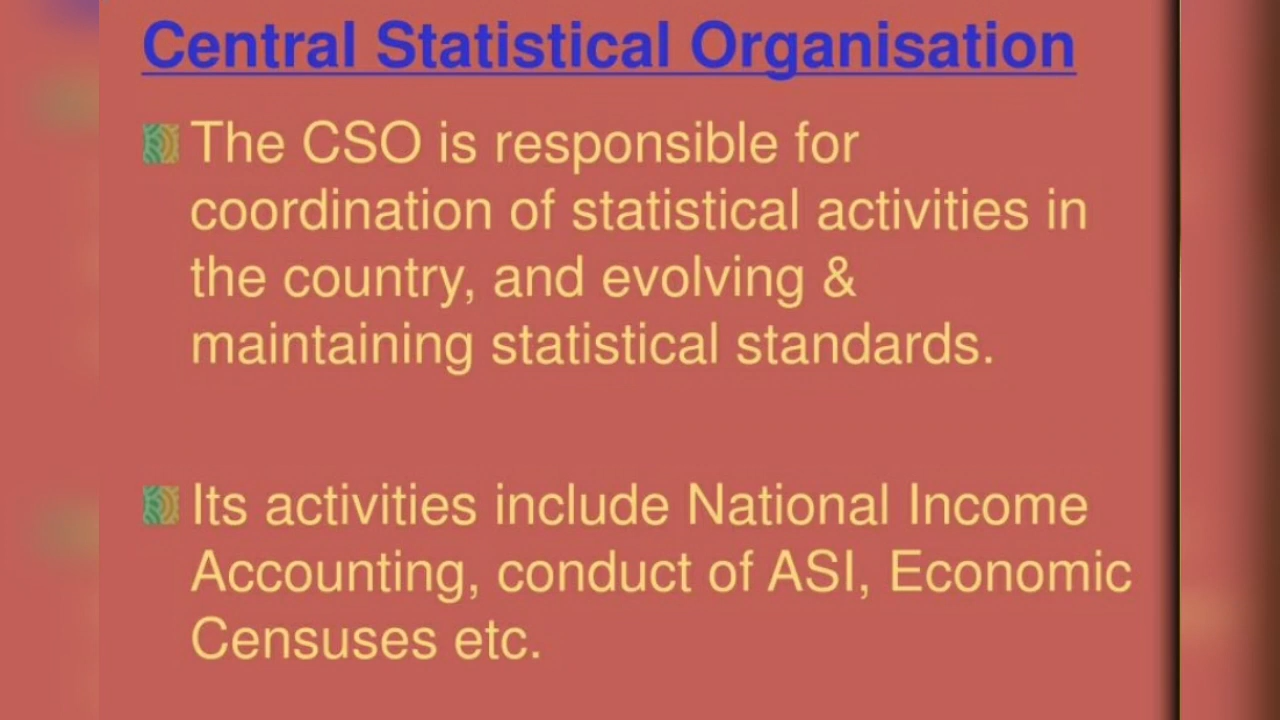 Central Statistical Organisation
The CSO is responsible for
coordination of statistical activities in
the country, and evolving &
maintaining statistical standards.
Its activities include National Income
Accounting, conduct of ASI, Economic
Censuses etc.